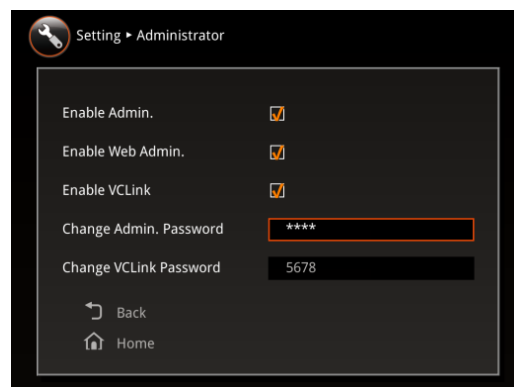 Setting ▸ Administrator
Enable Admin.
Enable Web Admin.
Enable VCLink
Change Admin. Password ****
Change VCLink Password 5678
Back
Home